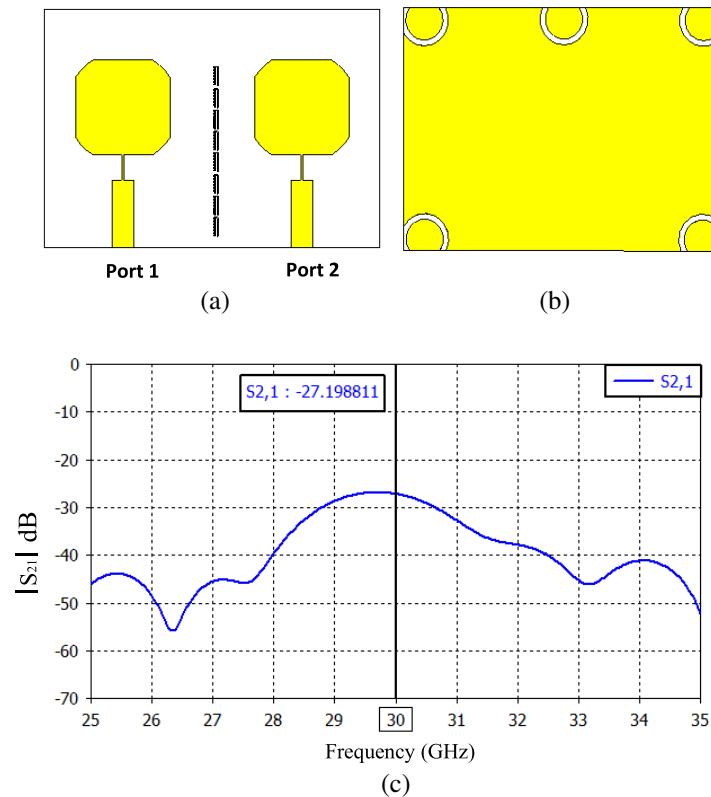 Port 1
Port 2
(a)
(b)
S2,1 : -27.198811
S2,1
0
-10
-20
-30
-40
-50
-60
-70
|S21| dB
25
26
27
28
29
30
31
32
33
34
35
Frequency (GHz)
(c)